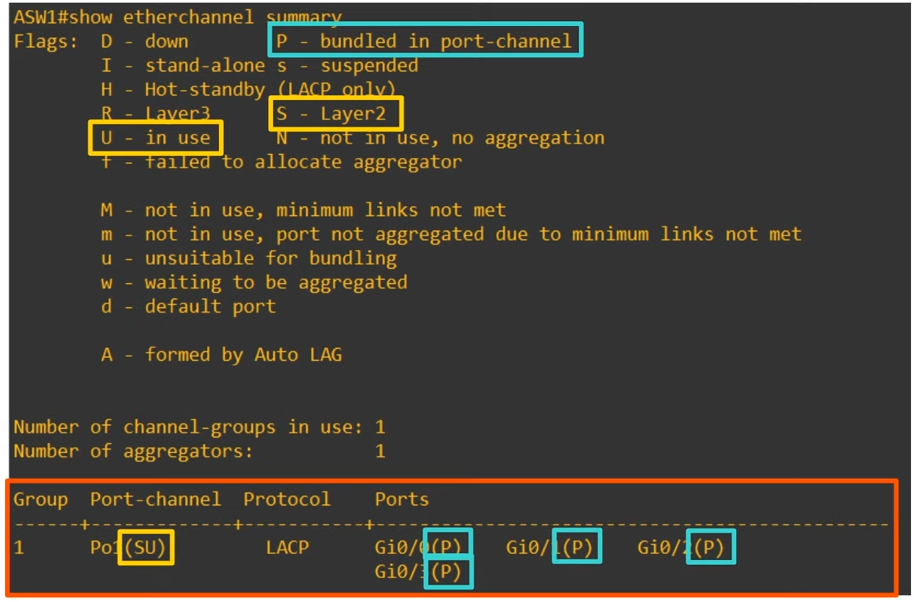 ASW1#show etherchannel summary
Flags:  D - down        P - bundled in port-channel
        I - stand-alone s - suspended
        H - Hot-standby (LACP only)
        R - Layer3      S - Layer2
        U - in use      N - not in use, no aggregation
        f - failed to allocate aggregator
        M - not in use, minimum links not met
        m - not in use, port not aggregated due to minimum links not met
        u - unsuitable for bundling
        w - waiting to be aggregated
        d - default port
        A - formed by Auto LAG
Number of channel-groups in use: 1
Number of aggregators:           1
Group  Port-channel  Protocol    Ports
------+-------------+-----------+-----------------------------------------------
1      Po1(SU)         LACP      Gi0/0(P)    Gi0/1(P)    Gi0/2(P)
                                 Gi0/3(P)